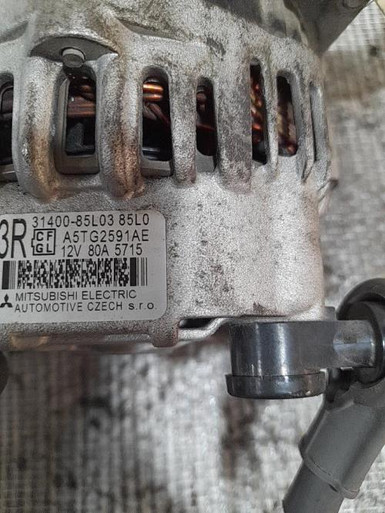 3R
31400-85L03 85L0
CF
GL
A5TG2591AE
12V 80A 5715
MITSUBISHI ELECTRIC
AUTOMOTIVE CZECH s.r.o.